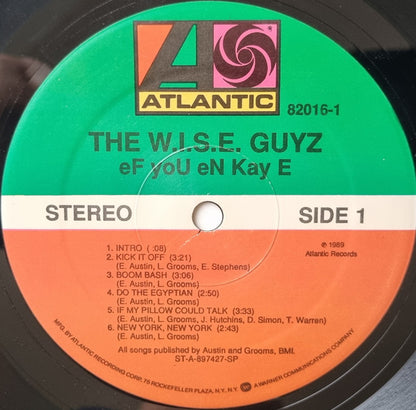 ATLANTIC
82016-1
THE W.I.S.E. GUYZ
eF yoU eN Kay E
STEREO
SIDE 1
℗ 1989
Atlantic Records
1. INTRO ( :08)
2. KICK IT OFF (3:21)
(E. Austin, L. Grooms, E. Stephens)
3. BOOM BASH (3:06)
(E. Austin, L. Grooms)
4. DO THE EGYPTIAN (2:50)
(E. Austin, L. Grooms)
5. IF MY PILLOW COULD TALK (3:33)
(E. Austin, L. Grooms, J. Hutchins, D. Simon, T. Warren)
6. NEW YORK, NEW YORK (2:43)
(E. Austin, L. Grooms)
All songs published by Austin and Grooms, BMI.
ST-A-897427-SP
MFG. BY ATLANTIC RECORDING CORP., 75 ROCKEFELLER PLAZA, N.Y., N.Y. A WARNER COMMUNICATIONS COMPANY